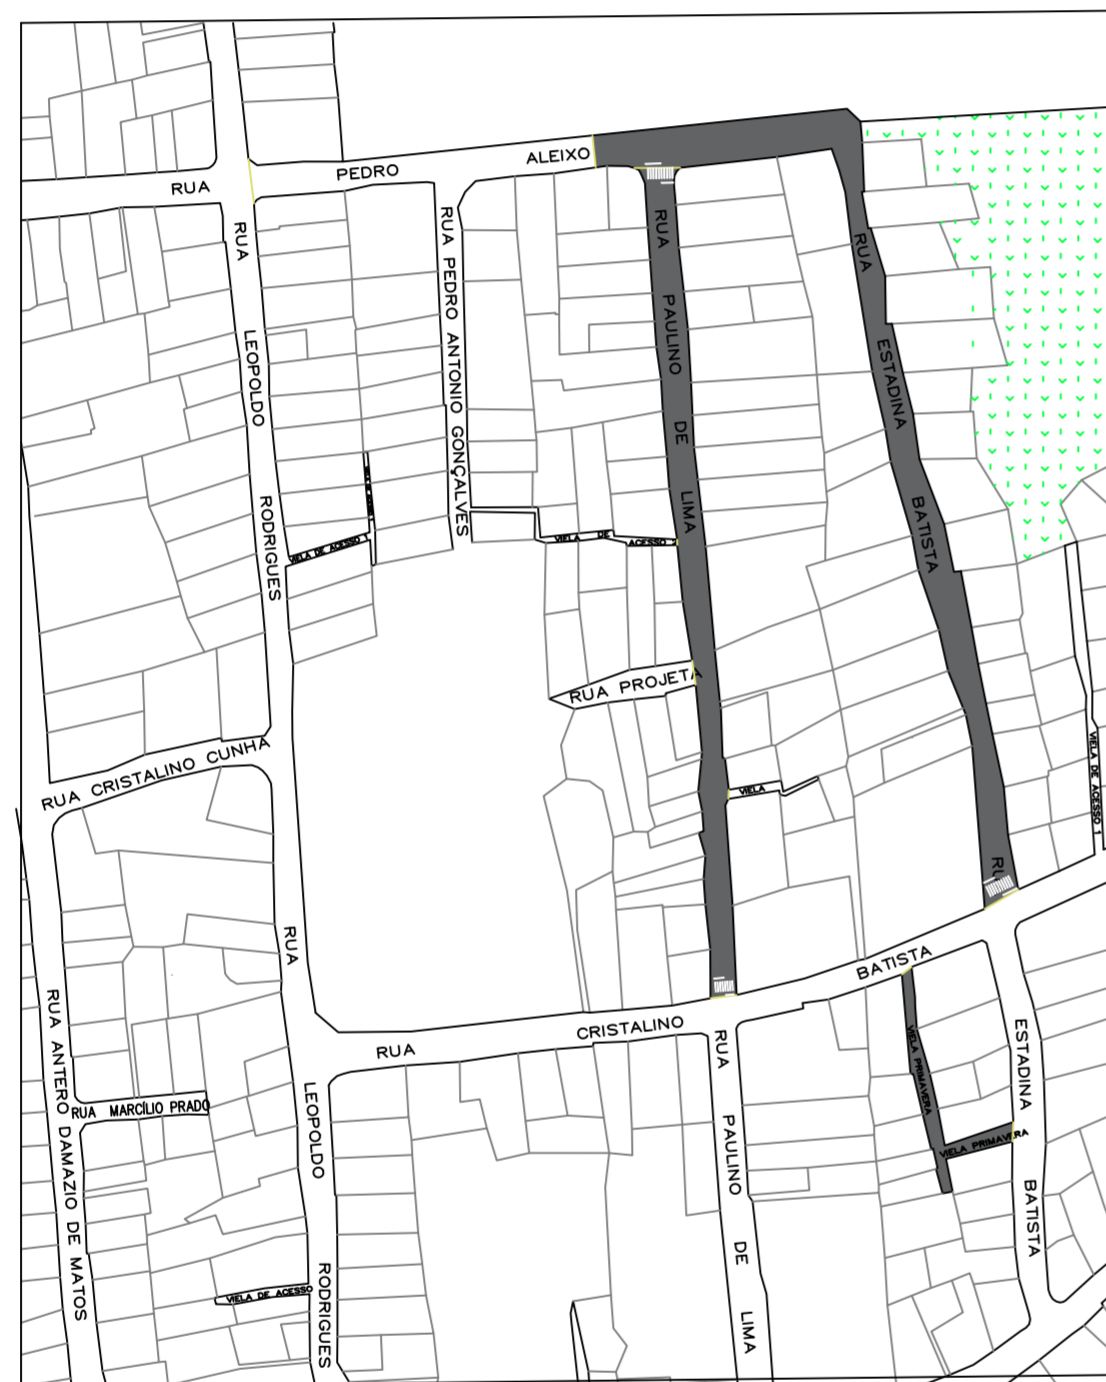 RUA PEDRO ALEIXO
RUA LEOPOLDO RODRIGUES
RUA PEDRO ANTONIO GONÇALVES
RUA PAULINO DE LIMA
RUA ESTADINA BATISTA
VIELA DE ACESSO
VIELA DE ACESSO 2
RUA PROJETA
VIELA
RUA CRISTALINO CUNHA
VIELA DE ACESSO 1
RU
RUA CRISTALINO BATISTA
RUA LEOPOLDO RODRIGUES
RUA ANTERO DAMAZIO DE MATOS
RUA MARCÍLIO PRADO
VIELA DE ACESSO
RUA PAULINO DE LIMA
VIELA PRIMAVERA
VIELA PRIMAVERA
ESTADINA BATISTA